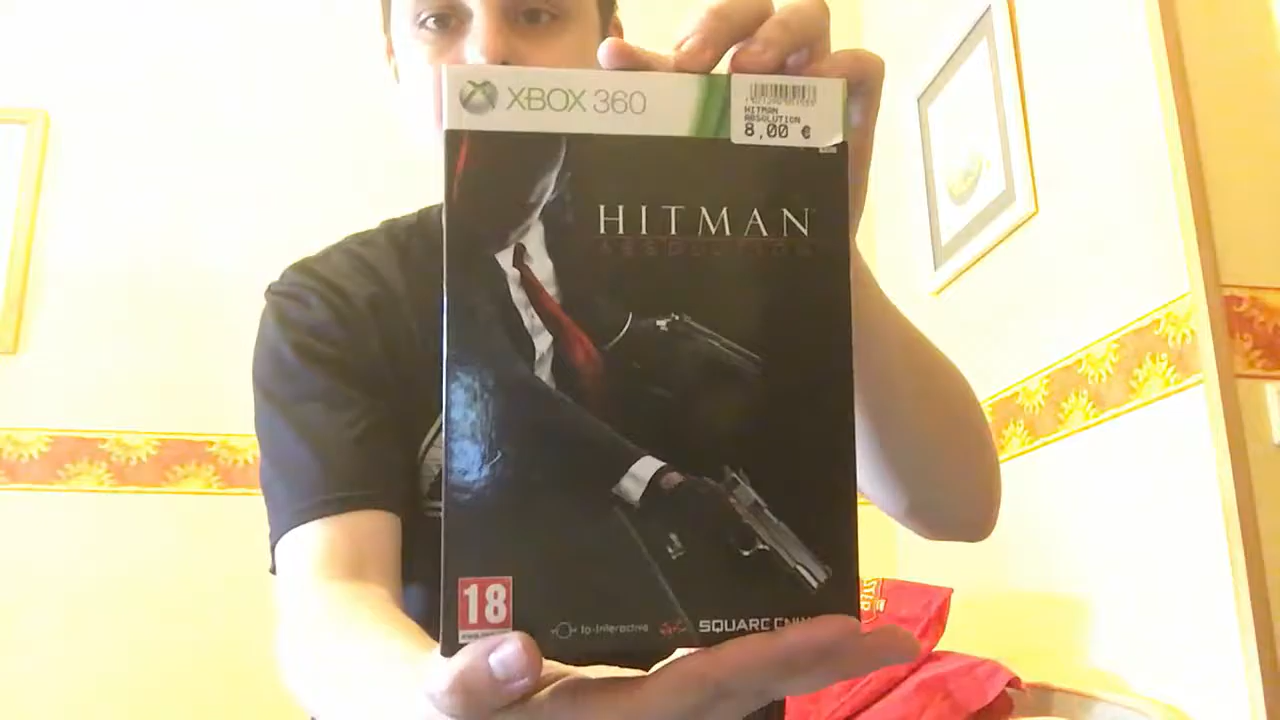 XBOX 360
HITMAN
ABSOLUTION
8,00 €
HITMAN
ABSOLUTION
18
io-interactive
SQUARE ENIX